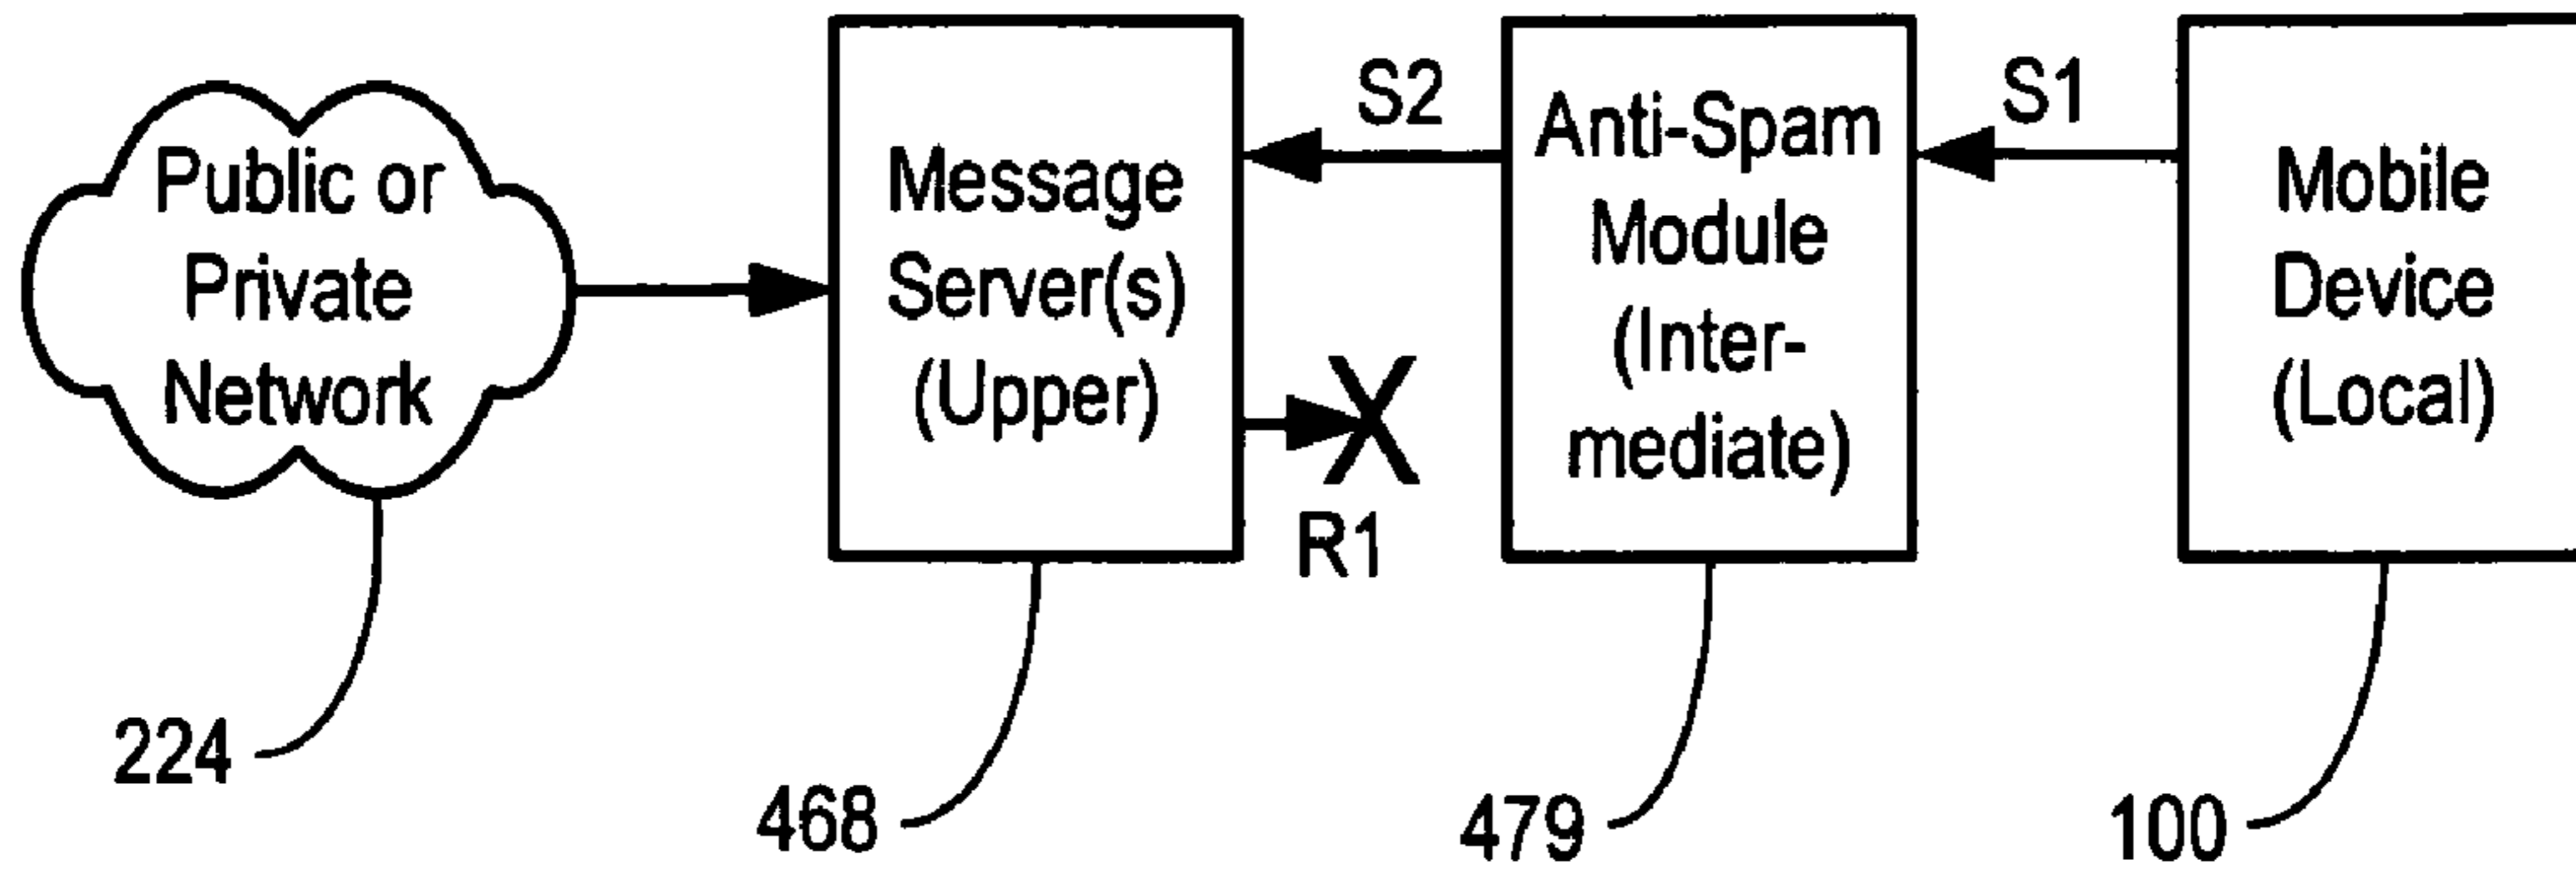 Public or
Private
Network
Message
Server(s)
(Upper)
S2
R1
Anti-Spam
Module
(Inter-
mediate)
S1
Mobile
Device
(Local)
224
468
479
100